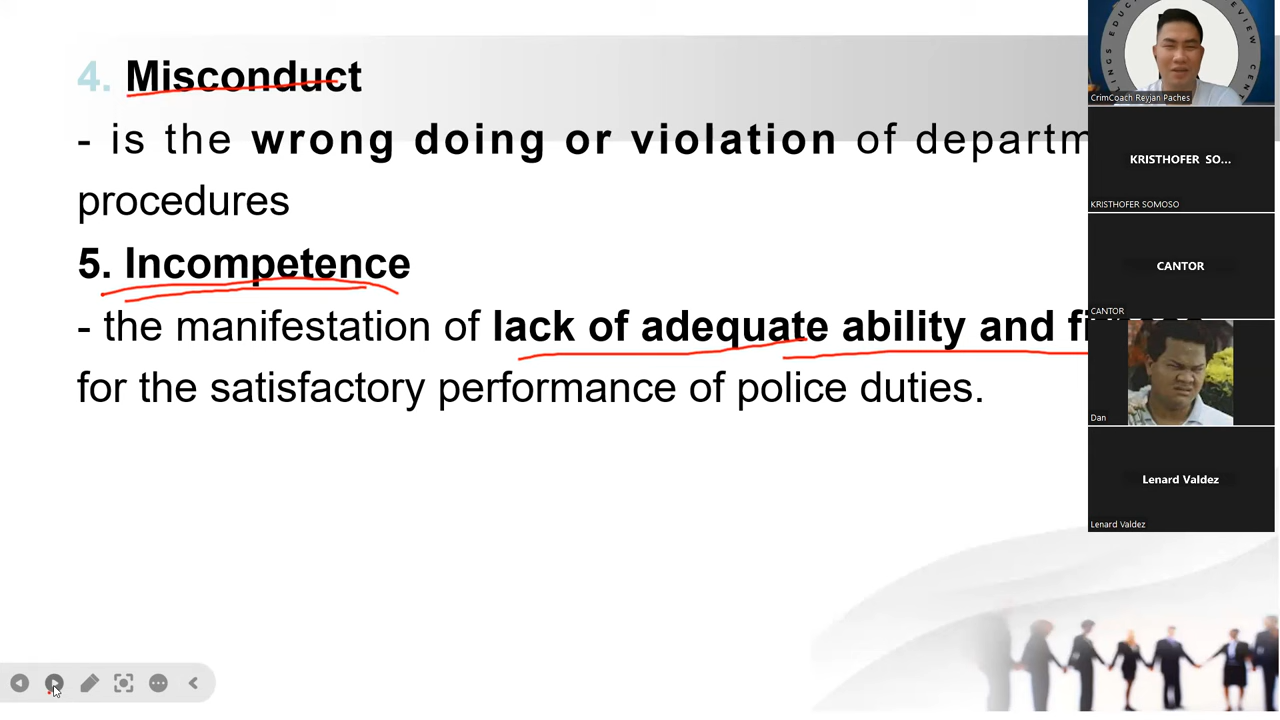 4. Misconduct
- is the wrong doing or violation of departm
procedures
5. Incompetence
- the manifestation of lack of adequate ability and fi
for the satisfactory performance of police duties.
CrimCoach Reyjan Paches
KRISTHOFER SO...
KRISTHOFER SOMOSO
CANTOR
CANTOR
Dan
Lenard Valdez
Lenard Valdez